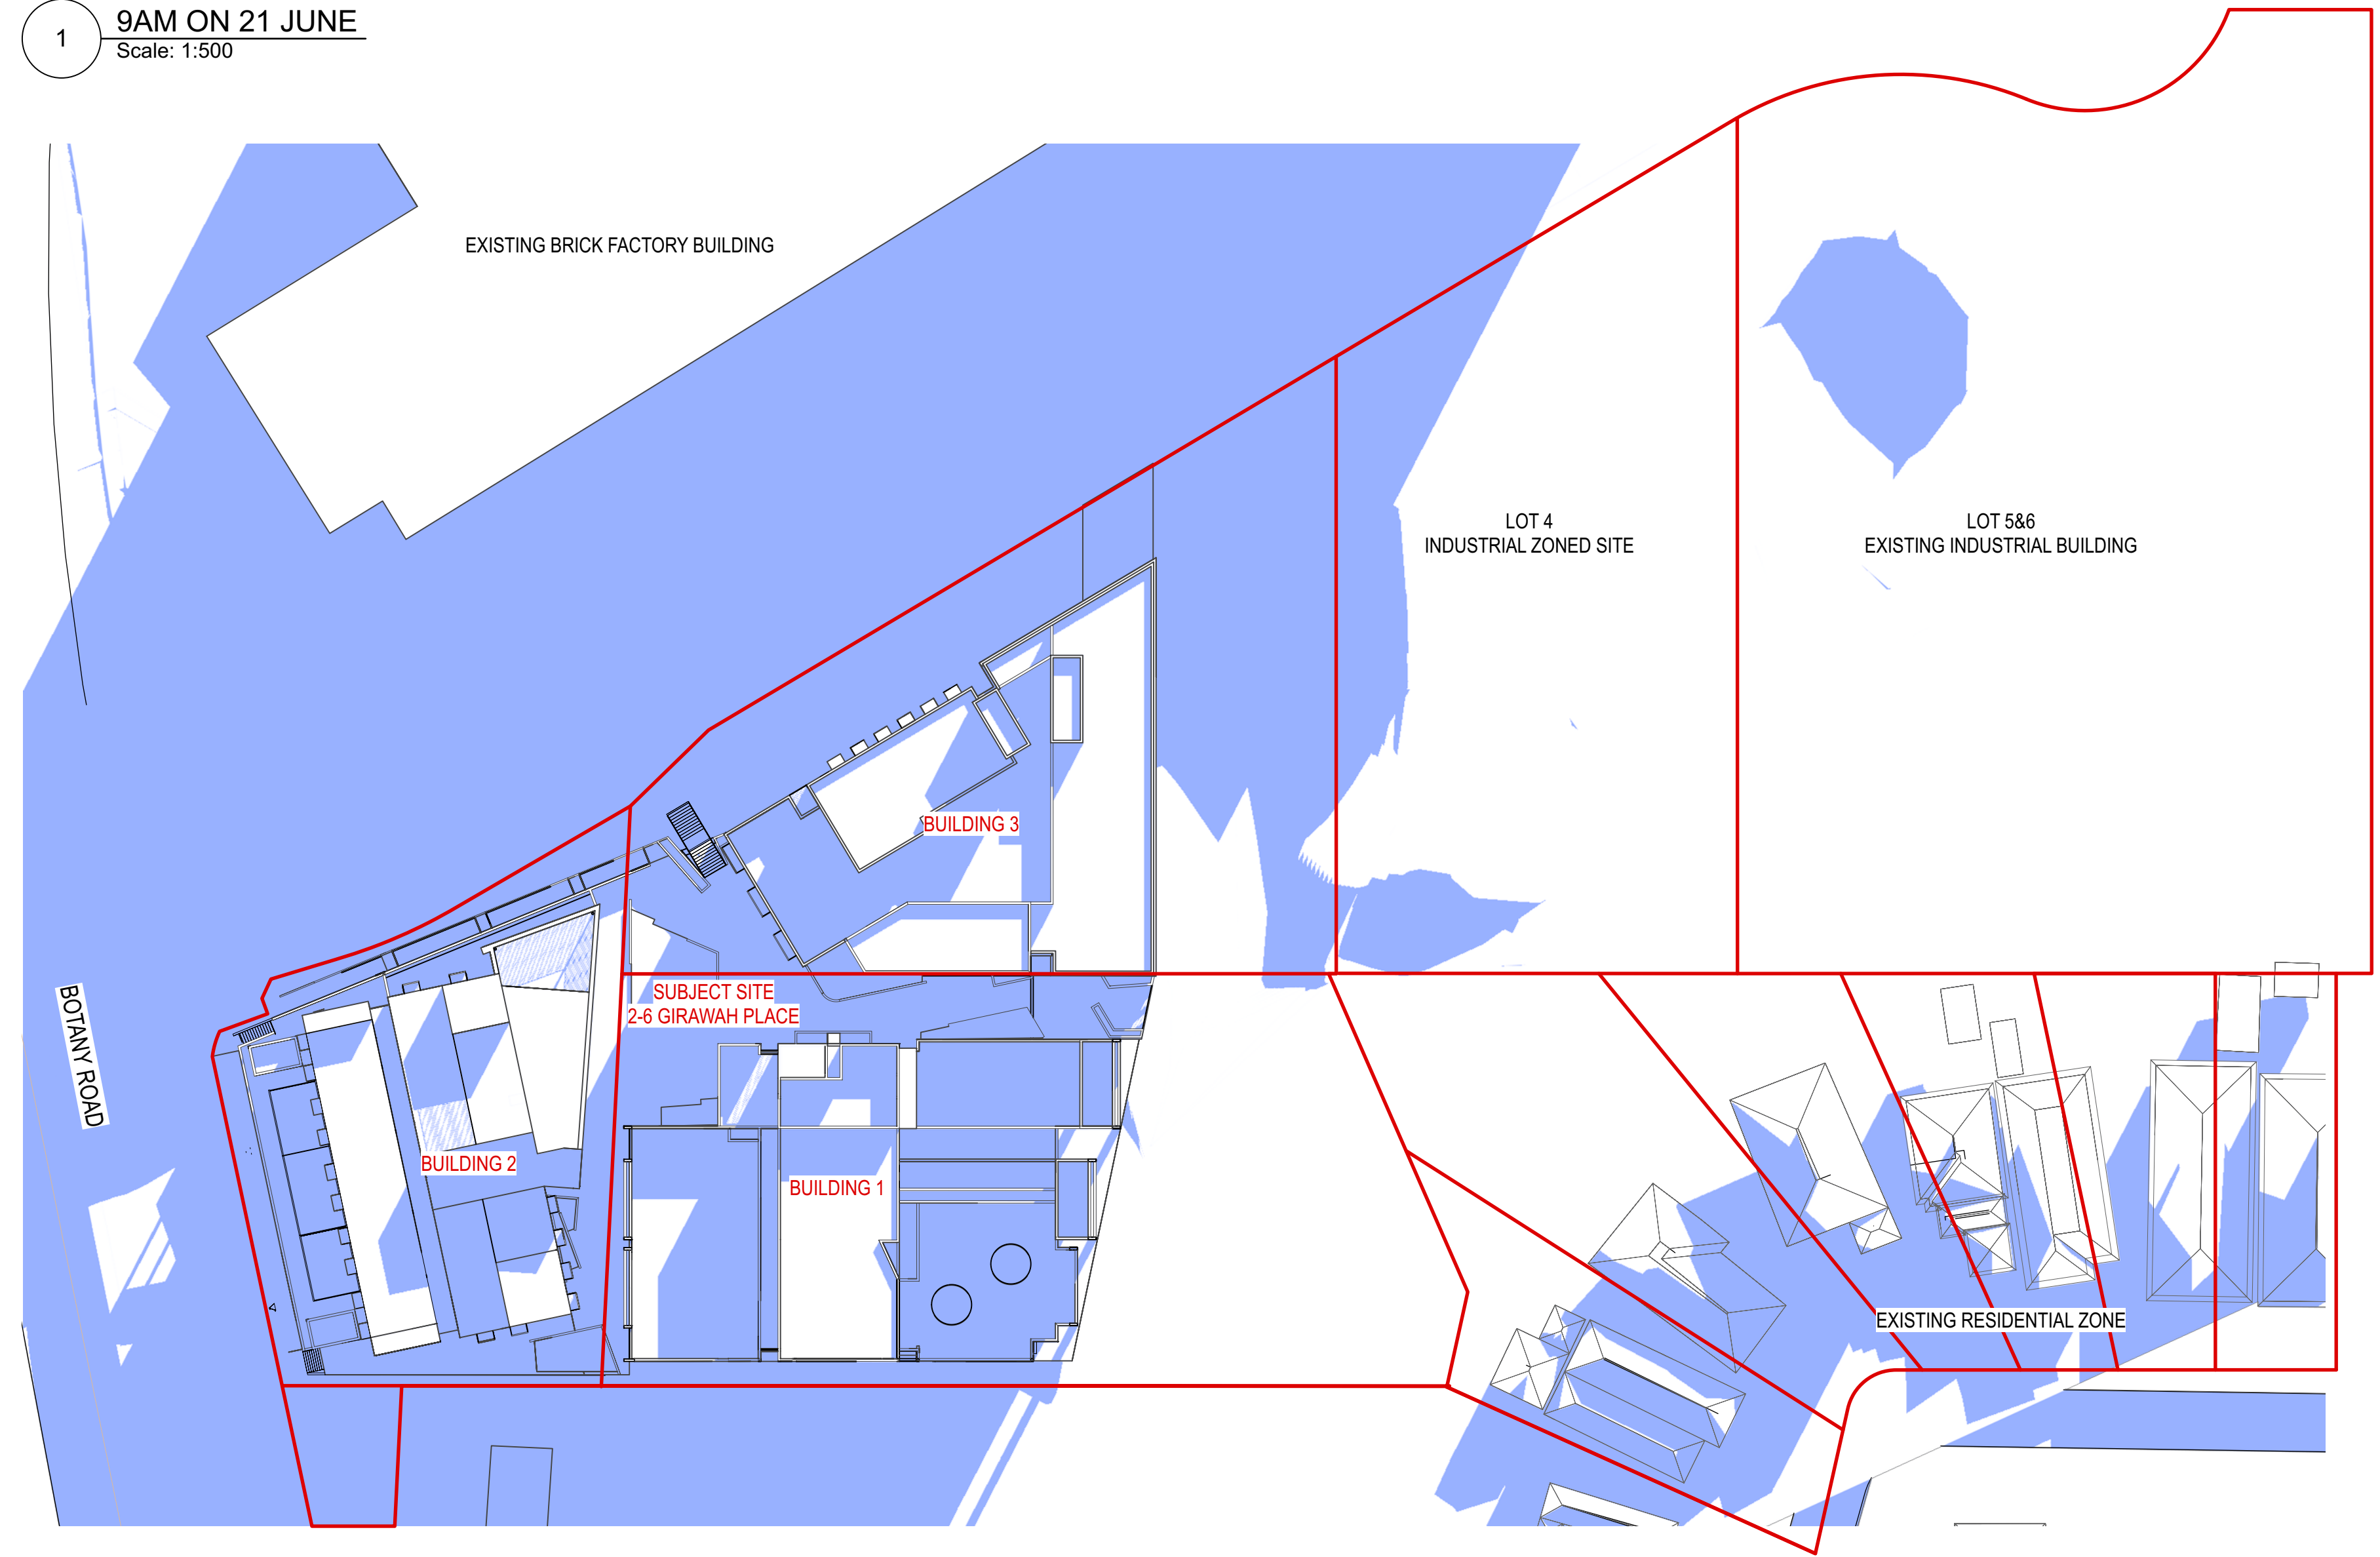 1
9AM ON 21 JUNE
Scale: 1:500
EXISTING BRICK FACTORY BUILDING
LOT 4
INDUSTRIAL ZONED SITE
LOT 5&6
EXISTING INDUSTRIAL BUILDING
BUILDING 3
SUBJECT SITE
2-6 GIRAWAH PLACE
BOTANY ROAD
BUILDING 2
BUILDING 1
EXISTING RESIDENTIAL ZONE